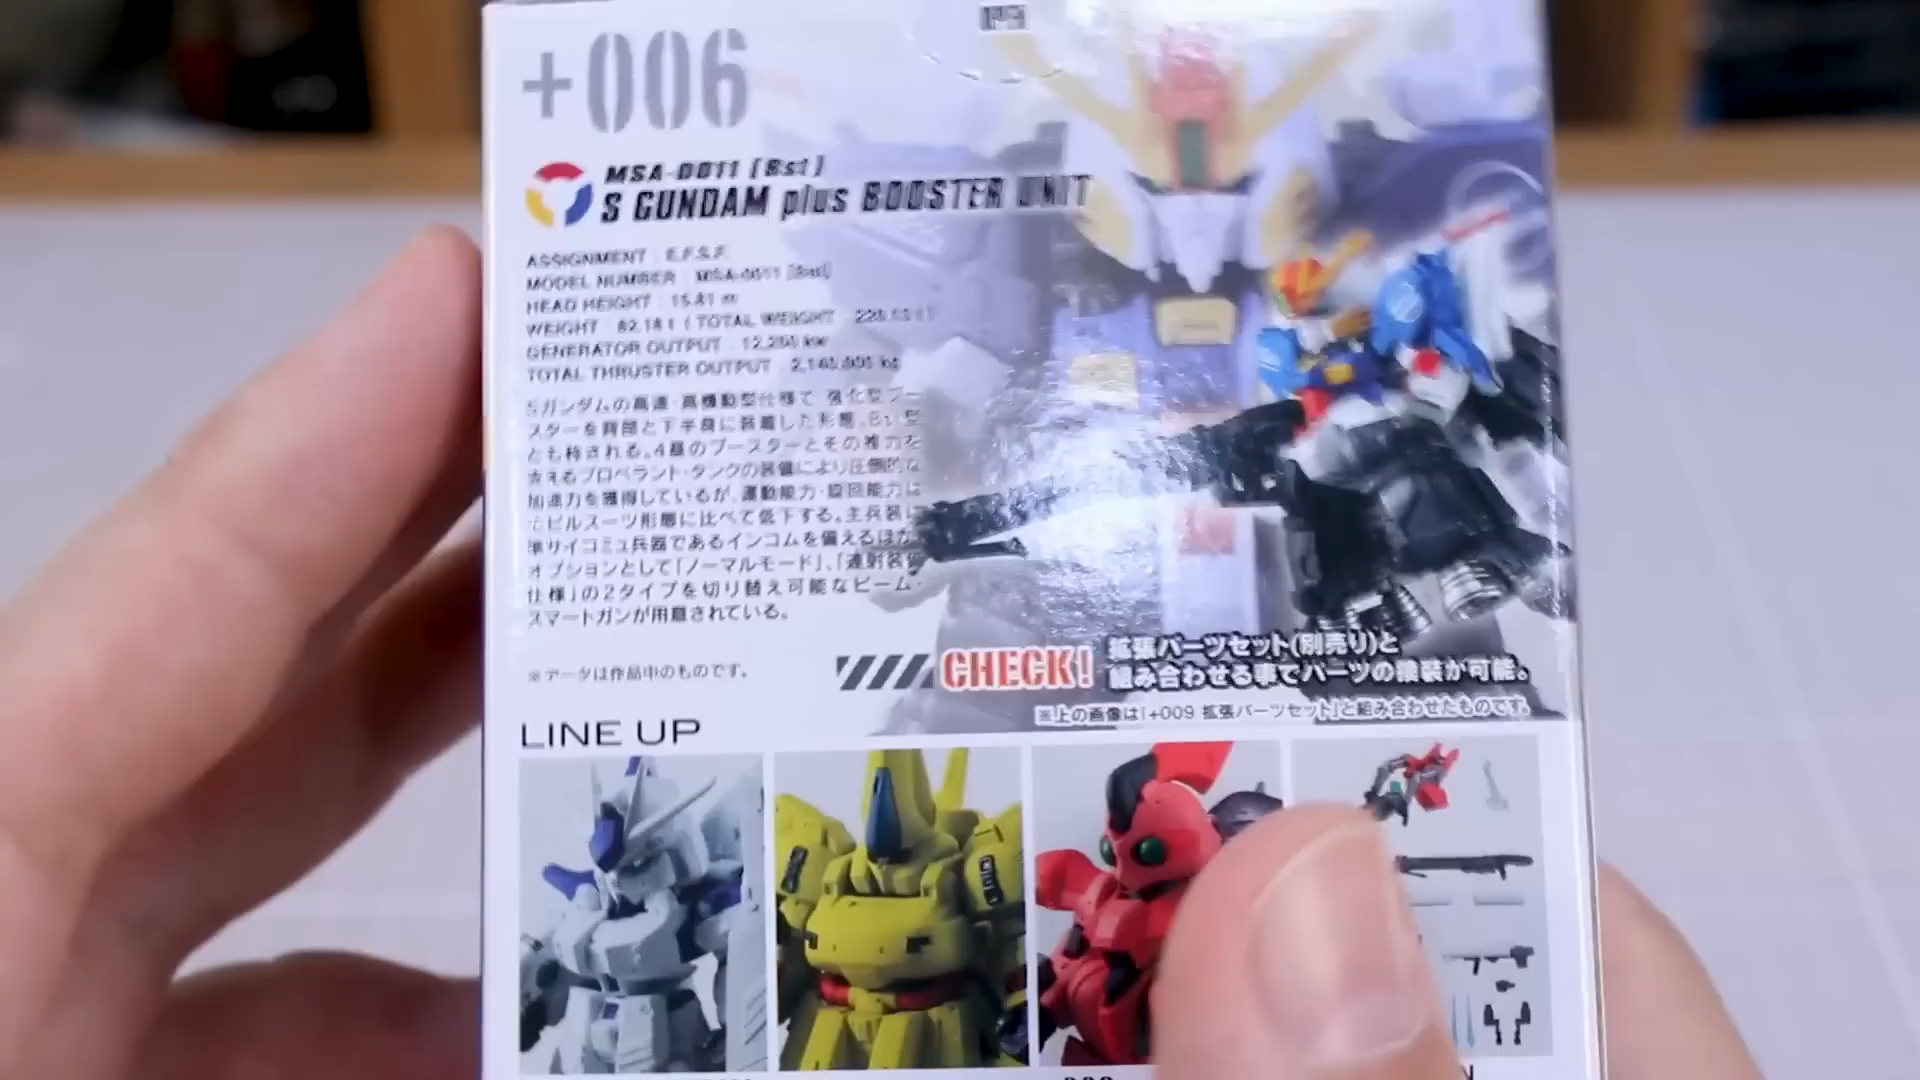 +006
MSA-0011 [Bst]
S GUNDAM plus BOOSTER UNIT
ASSIGNMENT : E.F.S.F.
MODEL NUMBER : MSA-0011 [Bst]
HEAD HEIGHT : 15.81 m
WEIGHT : 82.18 t ( TOTAL WEIGHT
GENERATOR OUTPUT : 12,250 kw
TOTAL THRUSTER OUTPUT
Sガンダムの高速・高機動型仕様で 強化型ブー
スターを背部と下半身に装着した形態。Bst型
とも称される。4基のブースターとその推力を
支えるプロペラント・タンクの装備により圧倒的な
加速力を獲得しているが、運動能力・旋回能力は
モビルスーツ形態に比べて低下する。主兵装に
準サイコミュ兵器であるインコムを備えるほか
オプションとして「ノーマルモード」、「連射装備
仕様」の2タイプを切り替え可能なビーム・
スマートガンが用意されている。
※データは作品中のものです。
CHECK!
拡張パーツセット(別売り)と
組み合わせる事でパーツの換装が可能。
※上の画像は「+009 拡張パーツセット」と組み合わせたものです。
LINE UP